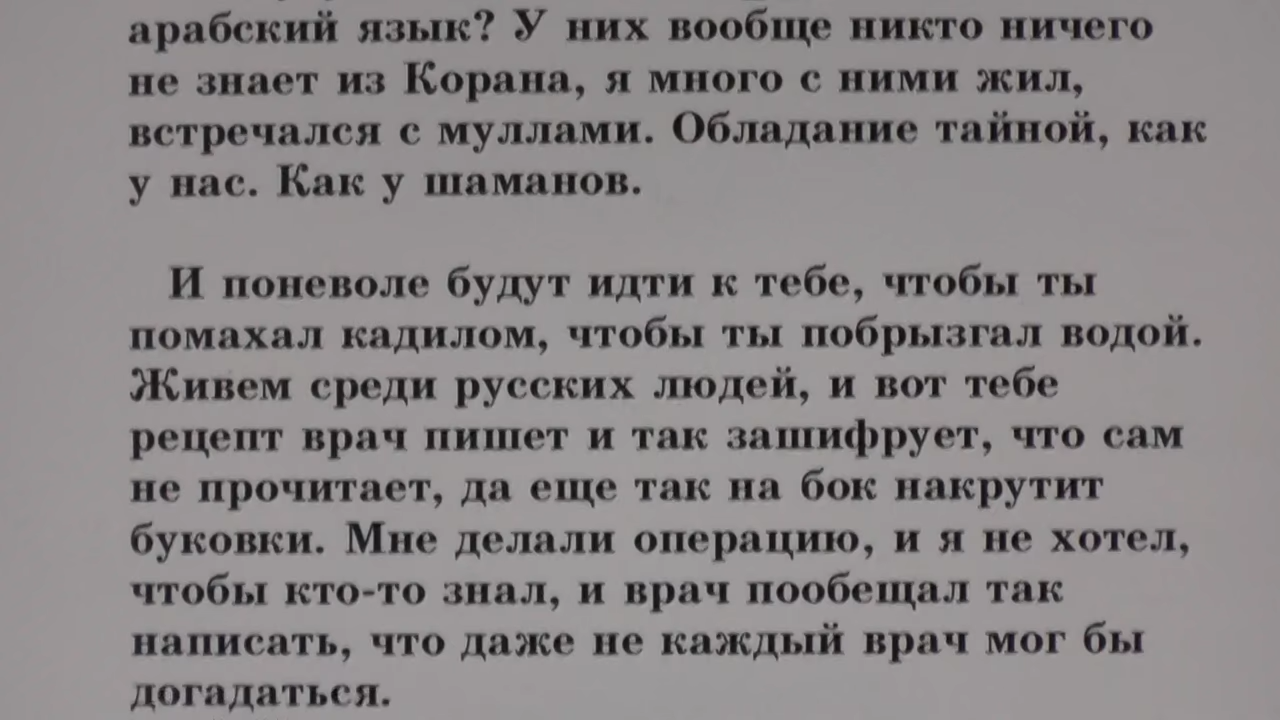 арабский язык? У них вообще никто ничего
не знает из Корана, я много с ними жил,
встречался с муллами. Обладание тайной, как
у нас. Как у шаманов.
И поневоле будут идти к тебе, чтобы ты
помахал кадилом, чтобы ты побрызгал водой.
Живем среди русских людей, и вот тебе
рецепт врач пишет и так зашифрует, что сам
не прочитает, да еще так на бок накрутит
буковки. Мне делали операцию, и я не хотел,
чтобы кто-то знал, и врач пообещал так
написать, что даже не каждый врач мог бы
догадаться.